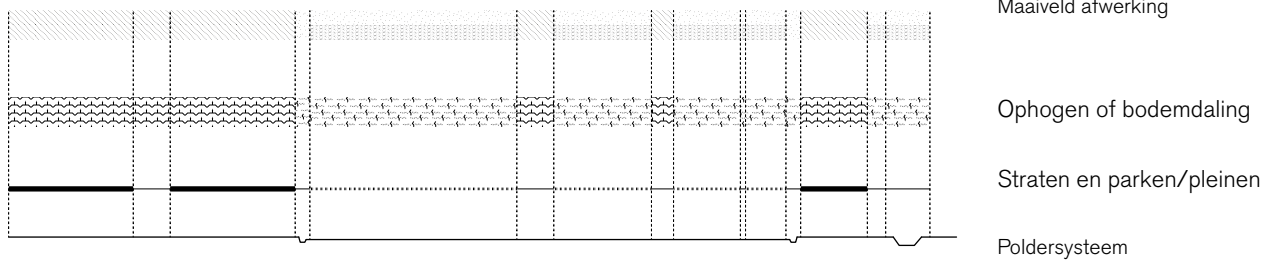 Maaiveld afwerking
Ophogen of bodemdaling
Straten en parken/pleinen
Poldersysteem